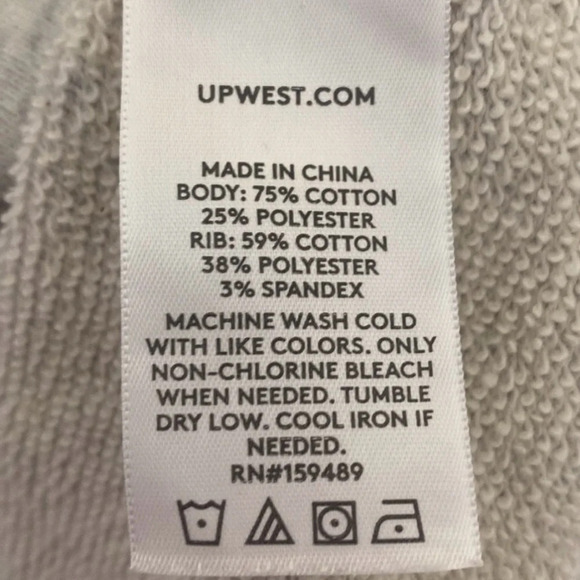 UPWEST.COM
MADE IN CHINA
BODY: 75% COTTON
25% POLYESTER
RIB: 59% COTTON
38% POLYESTER
3% SPANDEX
MACHINE WASH COLD
WITH LIKE COLORS. ONLY
NON-CHLORINE BLEACH
WHEN NEEDED. TUMBLE
DRY LOW. COOL IRON IF
NEEDED.
RN#159489